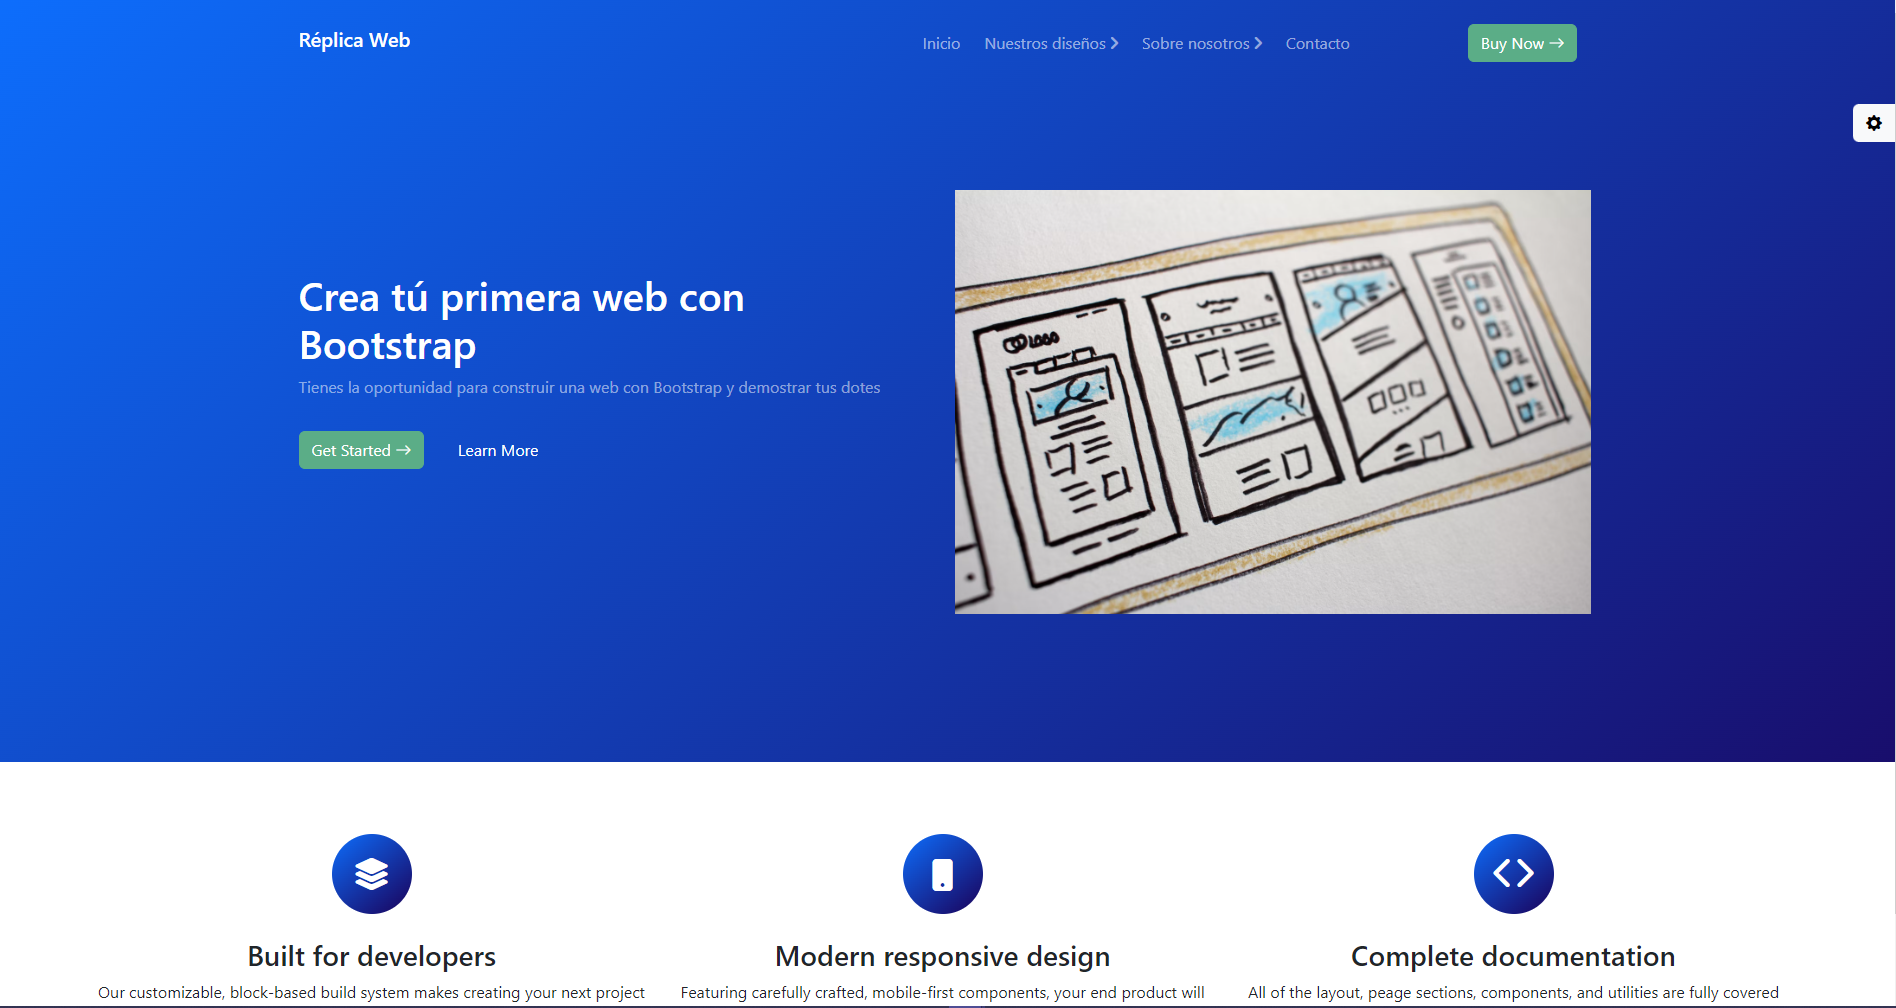 Réplica Web
Inicio
Nuestros diseños
Sobre nosotros
Contacto
Buy Now
Crea tú primera web con
Bootstrap
Tienes la oportunidad para construir una web con Bootstrap y demostrar tus dotes
Get Started
Learn More
LOGO
Built for developers
Our customizable, block-based build system makes creating your next project
Modern responsive design
Featuring carefully crafted, mobile-first components, your end product will
Complete documentation
All of the layout, peage sections, components, and utilities are fully covered